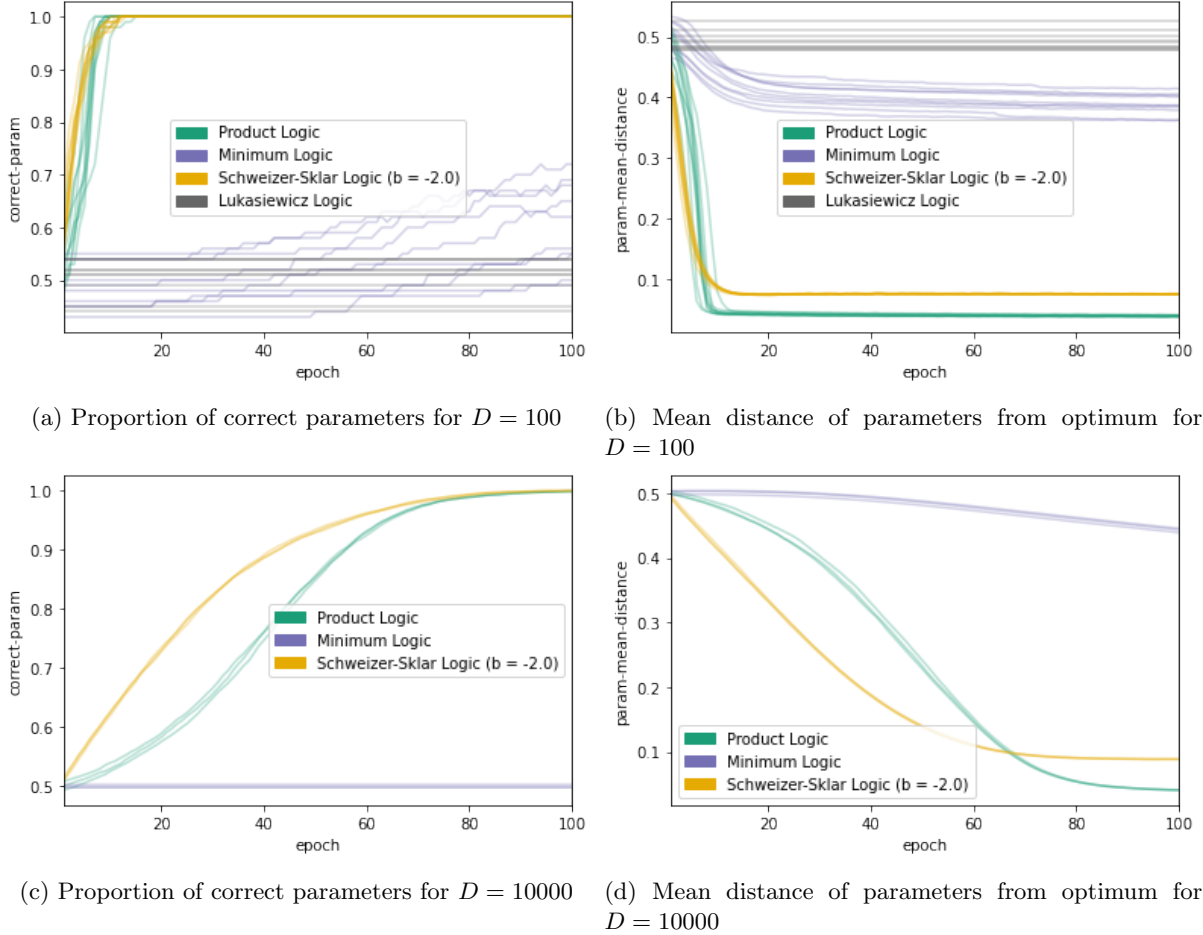 1.0
0.9
0.8
0.7
0.6
0.5
correct-param
Product Logic
Minimum Logic
Schweizer-Sklar Logic (b = -2.0)
Lukasiewicz Logic
20 40 60 80 100
epoch
(a) Proportion of correct parameters for D = 100
0.5
0.4
0.3
0.2
0.1
param-mean-distance
Product Logic
Minimum Logic
Schweizer-Sklar Logic (b = -2.0)
Lukasiewicz Logic
20 40 60 80 100
epoch
(b) Mean distance of parameters from optimum for
D = 100
1.0
0.9
0.8
0.7
0.6
0.5
correct-param
Product Logic
Minimum Logic
Schweizer-Sklar Logic (b = -2.0)
20 40 60 80 100
epoch
(c) Proportion of correct parameters for D = 10000
0.5
0.4
0.3
0.2
0.1
param-mean-distance
Product Logic
Minimum Logic
Schweizer-Sklar Logic (b = -2.0)
20 40 60 80 100
epoch
(d) Mean distance of parameters from optimum for
D = 10000